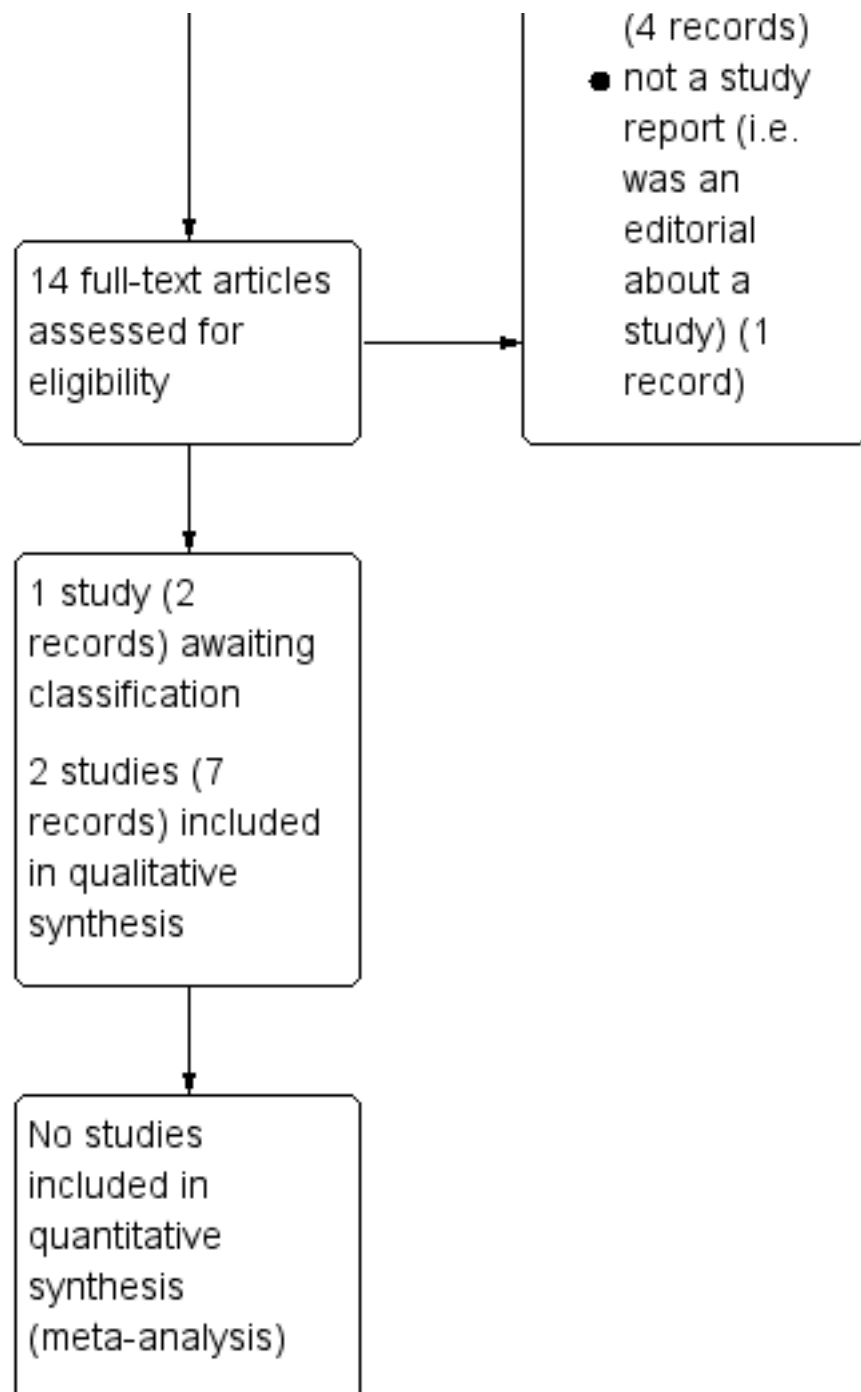 (4 records)
● not a study
report (i.e.
was an
editorial
about a
study) (1
record)
14 full-text articles
assessed for
eligibility
1 study (2
records) awaiting
classification
2 studies (7
records) included
in qualitative
synthesis
No studies
included in
quantitative
synthesis
(meta-analysis)